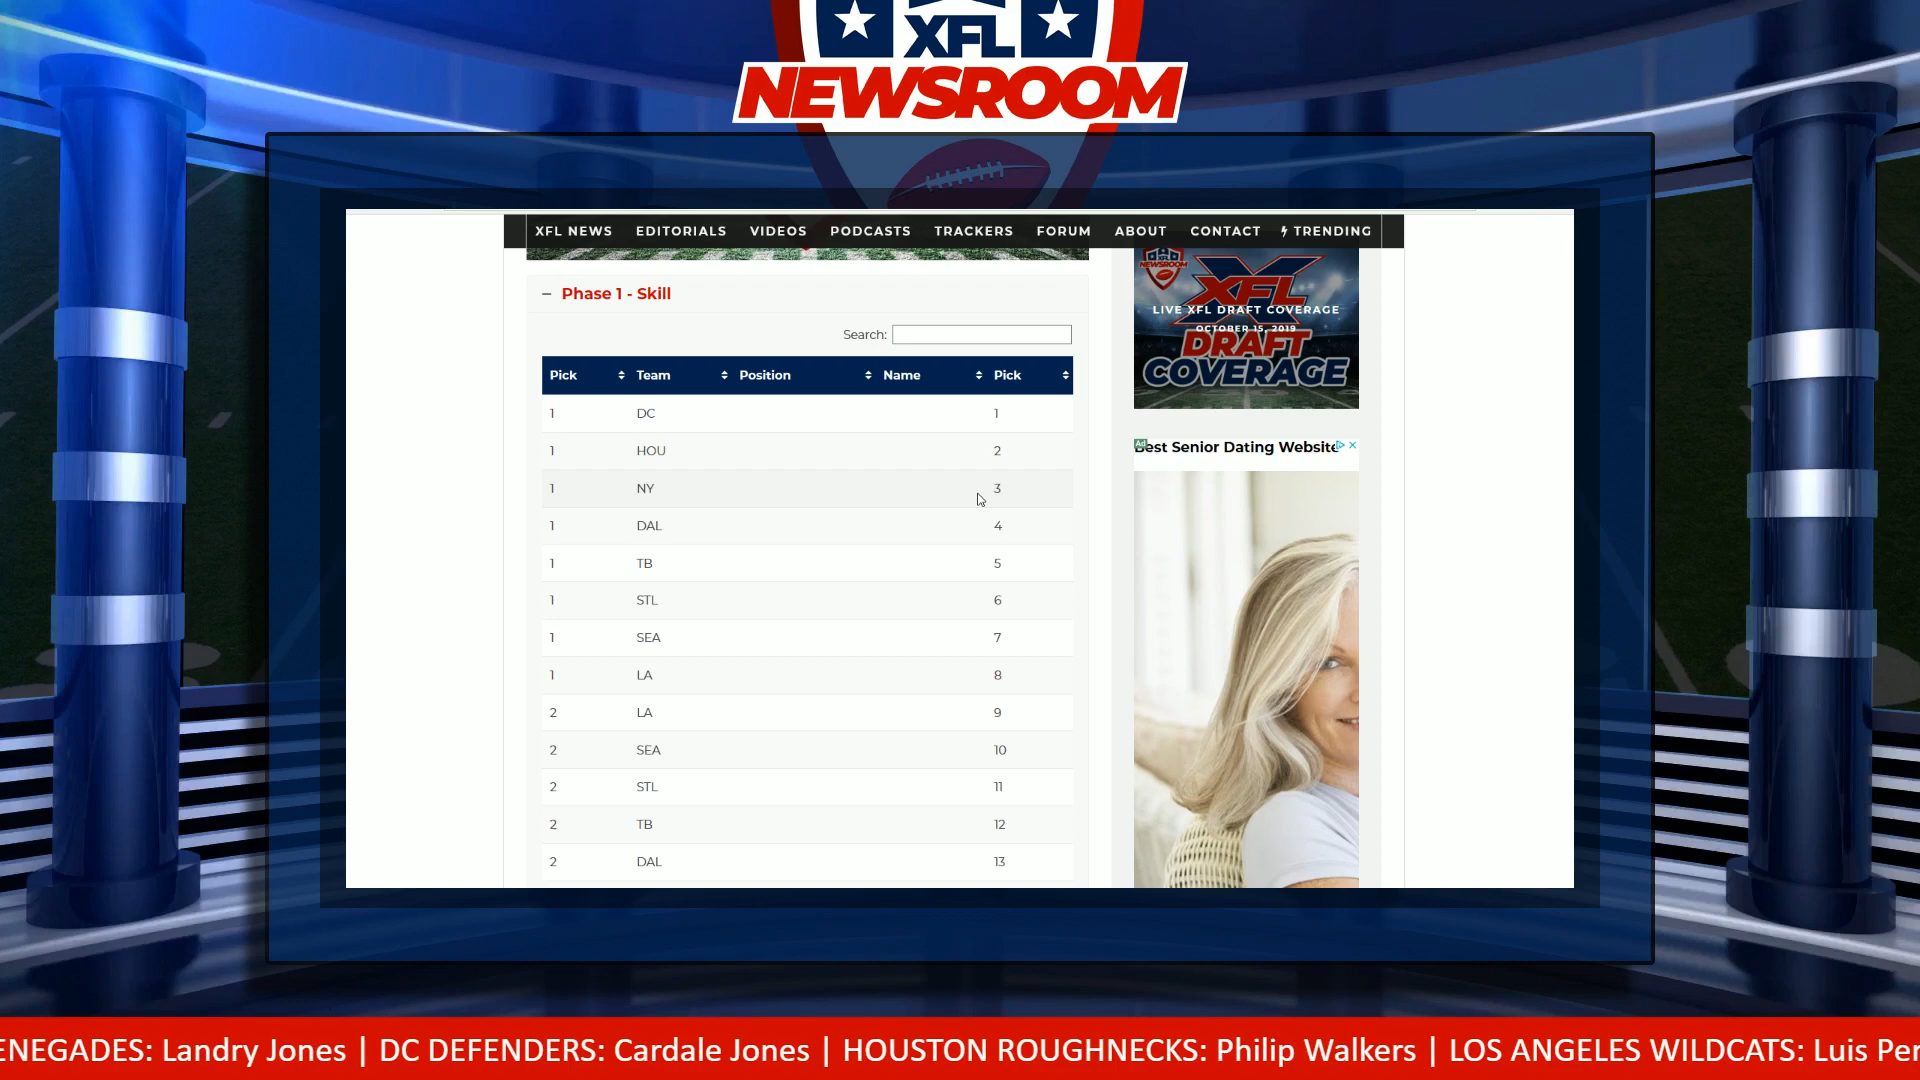 XFL
NEWSROOM
XFL NEWS EDITORIALS VIDEOS PODCASTS TRACKERS FORUM ABOUT CONTACT TRENDING
– Phase 1 - Skill
Search:
Pick Team Position Name Pick
1 DC 1
1 HOU 2
1 NY 3
1 DAL 4
1 TB 5
1 STL 6
1 SEA 7
1 LA 8
2 LA 9
2 SEA 10
2 STL 11
2 TB 12
2 DAL 13
NEWSROOM
XFL
LIVE XFL DRAFT COVERAGE
OCTOBER 15, 2019
DRAFT
COVERAGE
Ad
Best Senior Dating Website
ENEGADES: Landry Jones | DC DEFENDERS: Cardale Jones | HOUSTON ROUGHNECKS: Philip Walkers | LOS ANGELES WILDCATS: Luis Per